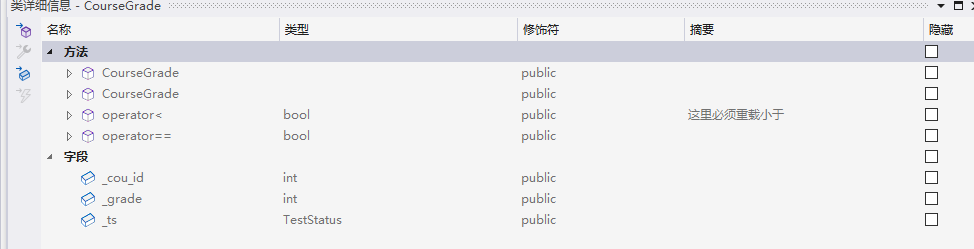 类详细信息 - CourseGrade
名称 类型 修饰符 摘要 隐藏
方法
CourseGrade public
CourseGrade public
operator< bool public 这里必须重载小于
operator== bool public
字段
_cou_id int public
_grade int public
_ts TestStatus public